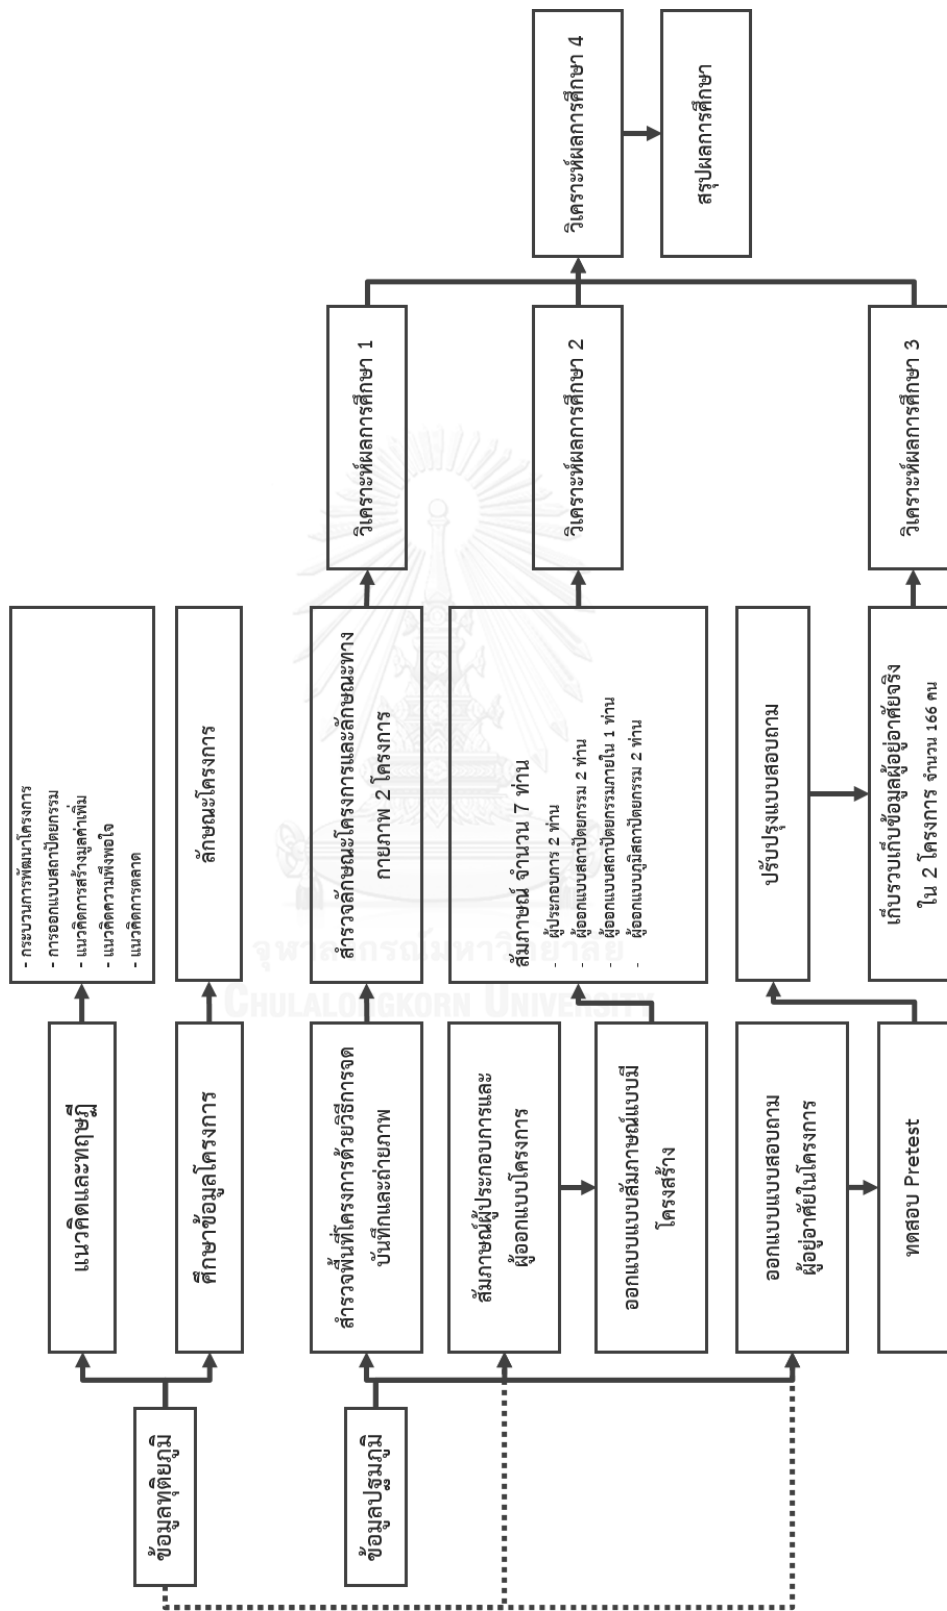 ข้อมูลทุติยภูมิ
แนวคิดและทฤษฎี
- กระบวนการพัฒนาโครงการ
- การออกแบบสถาปัตยกรรม
- แนวคิดการสร้างมูลค่าเพิ่ม
- แนวคิดความพึงพอใจ
- แนวคิดการตลาด
ศึกษาข้อมูลโครงการ
ลักษณะโครงการ
ข้อมูลปฐมภูมิ
สำรวจพื้นที่โครงการด้วยวิธีการจด
บันทึกและถ่ายภาพ
สำรวจลักษณะโครงการและลักษณะทาง
กายภาพ 2 โครงการ
วิเคราะห์ผลการศึกษา 1
สัมภาษณ์ผู้ประกอบการและ
ผู้ออกแบบโครงการ
ออกแบบแบบสัมภาษณ์แบบมี
โครงสร้าง
สัมภาษณ์ จำนวน 7 ท่าน
- ผู้ประกอบการ 2 ท่าน
- ผู้ออกแบบสถาปัตยกรรม 2 ท่าน
- ผู้ออกแบบสถาปัตยกรรมภายใน 1 ท่าน
- ผู้ออกแบบภูมิสถาปัตยกรรม 2 ท่าน
วิเคราะห์ผลการศึกษา 2
ออกแบบแบบสอบถาม
ผู้อยู่อาศัยในโครงการ
ทดสอบ Pretest
ปรับปรุงแบบสอบถาม
เก็บรวบเก็บข้อมูลผู้อยู่อาศัยจริง
ใน 2 โครงการ จำนวน 166 คน
วิเคราะห์ผลการศึกษา 3
วิเคราะห์ผลการศึกษา 4
สรุปผลการศึกษา
จุฬาลงกรณ์มหาวิทยาลัย
CHULALONGKORN UNIVERSITY